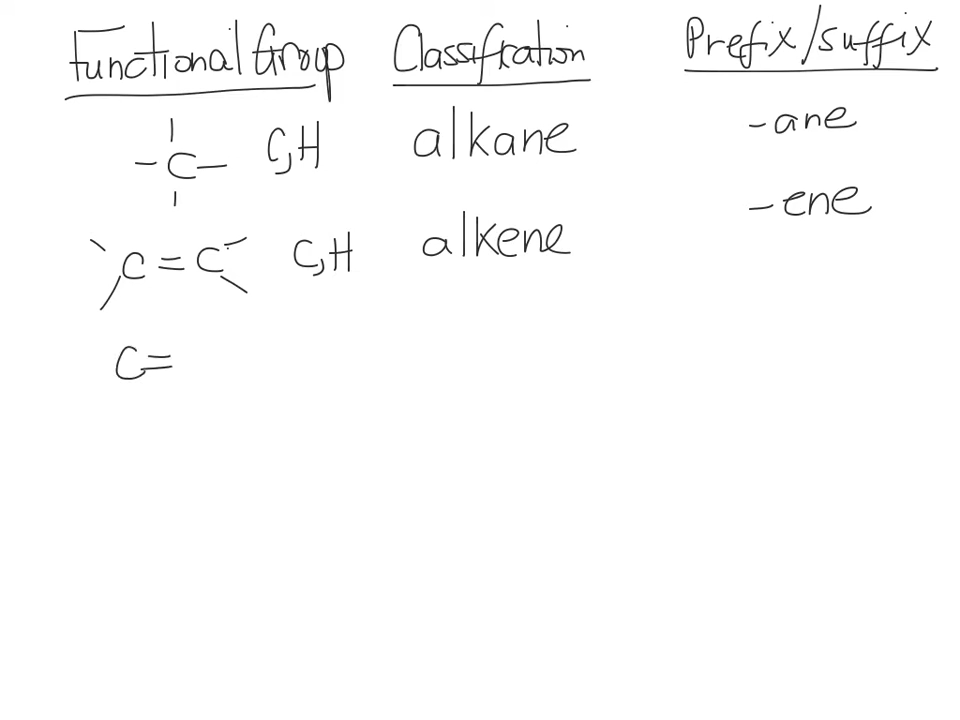 Functional Group Classification Prefix/suffix
-C- C,H alkane -ane
C=C C,H alkene -ene
C=